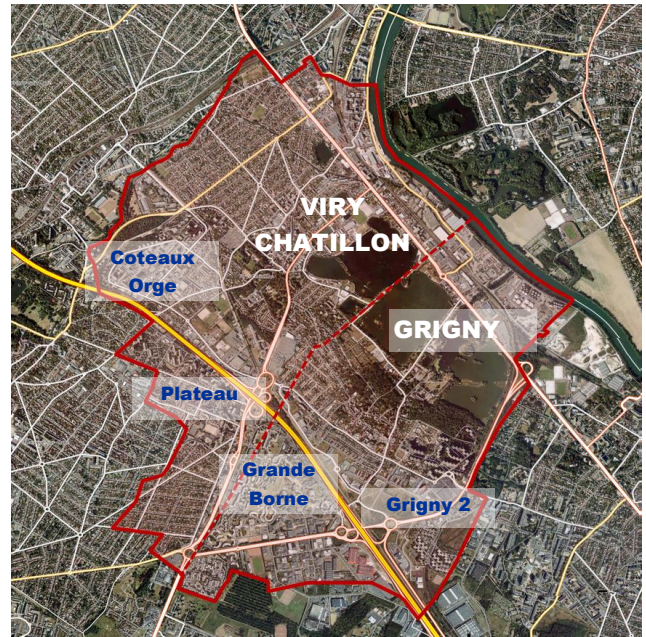 VIRY
CHATILLON
Coteaux
Orge
GRIGNY
Plateau
Grande
Borne
Grigny 2